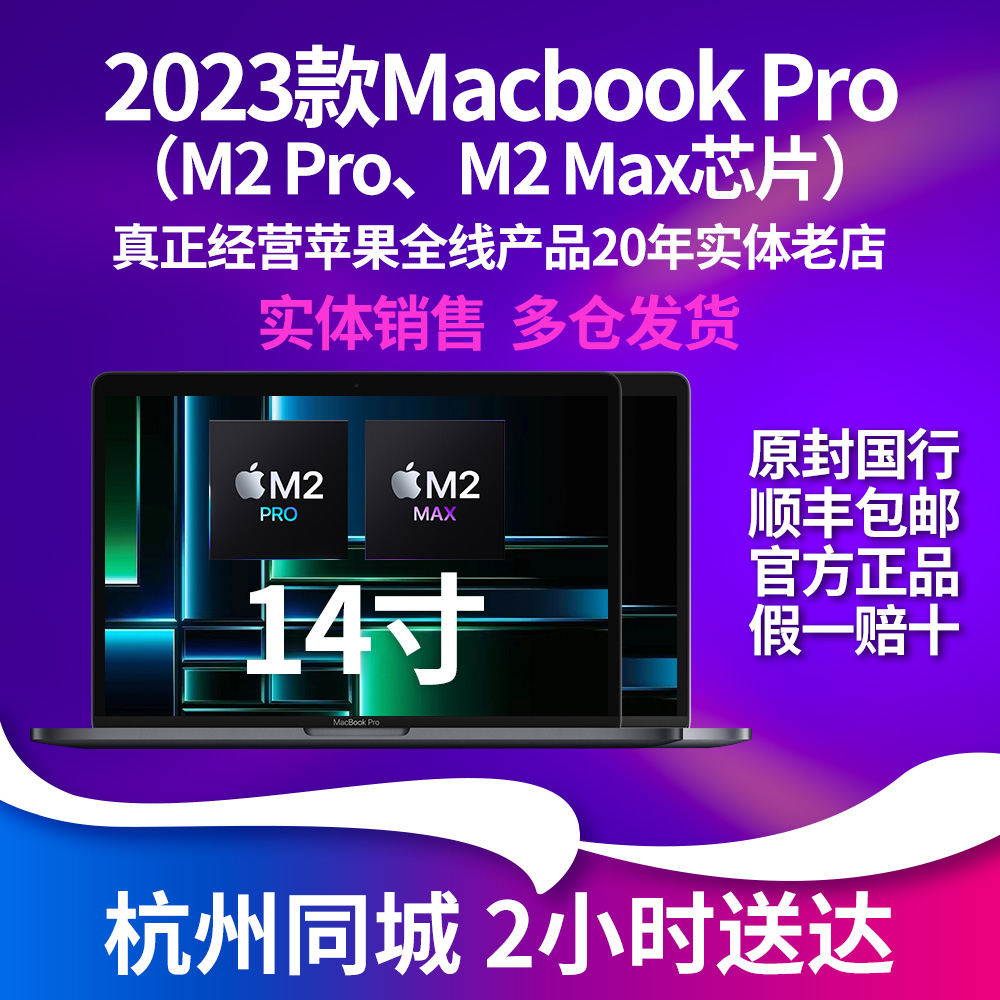 2023款Macbook Pro
（M2 Pro、M2 Max芯片）
真正经营苹果全线产品20年实体老店
实体销售 多仓发货
M2
PRO
M2
MAX
14寸
MacBook Pro
原封国行
顺丰包邮
官方正品
假一赔十
杭州同城 2小时送达